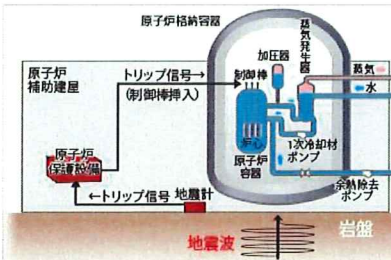 原子炉格納容器
加圧器
蒸気発生器
原子炉
補助建屋
トリップ信号→
(制御棒挿入)
制御棒
蒸気
水
炉心
原子炉
容器
1次冷却材
ポンプ
原子炉
保護設備
←トリップ信号
地震計
余熱除去
ポンプ
岩盤
地震波